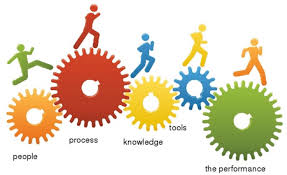 people
process
knowledge
tools
the performance